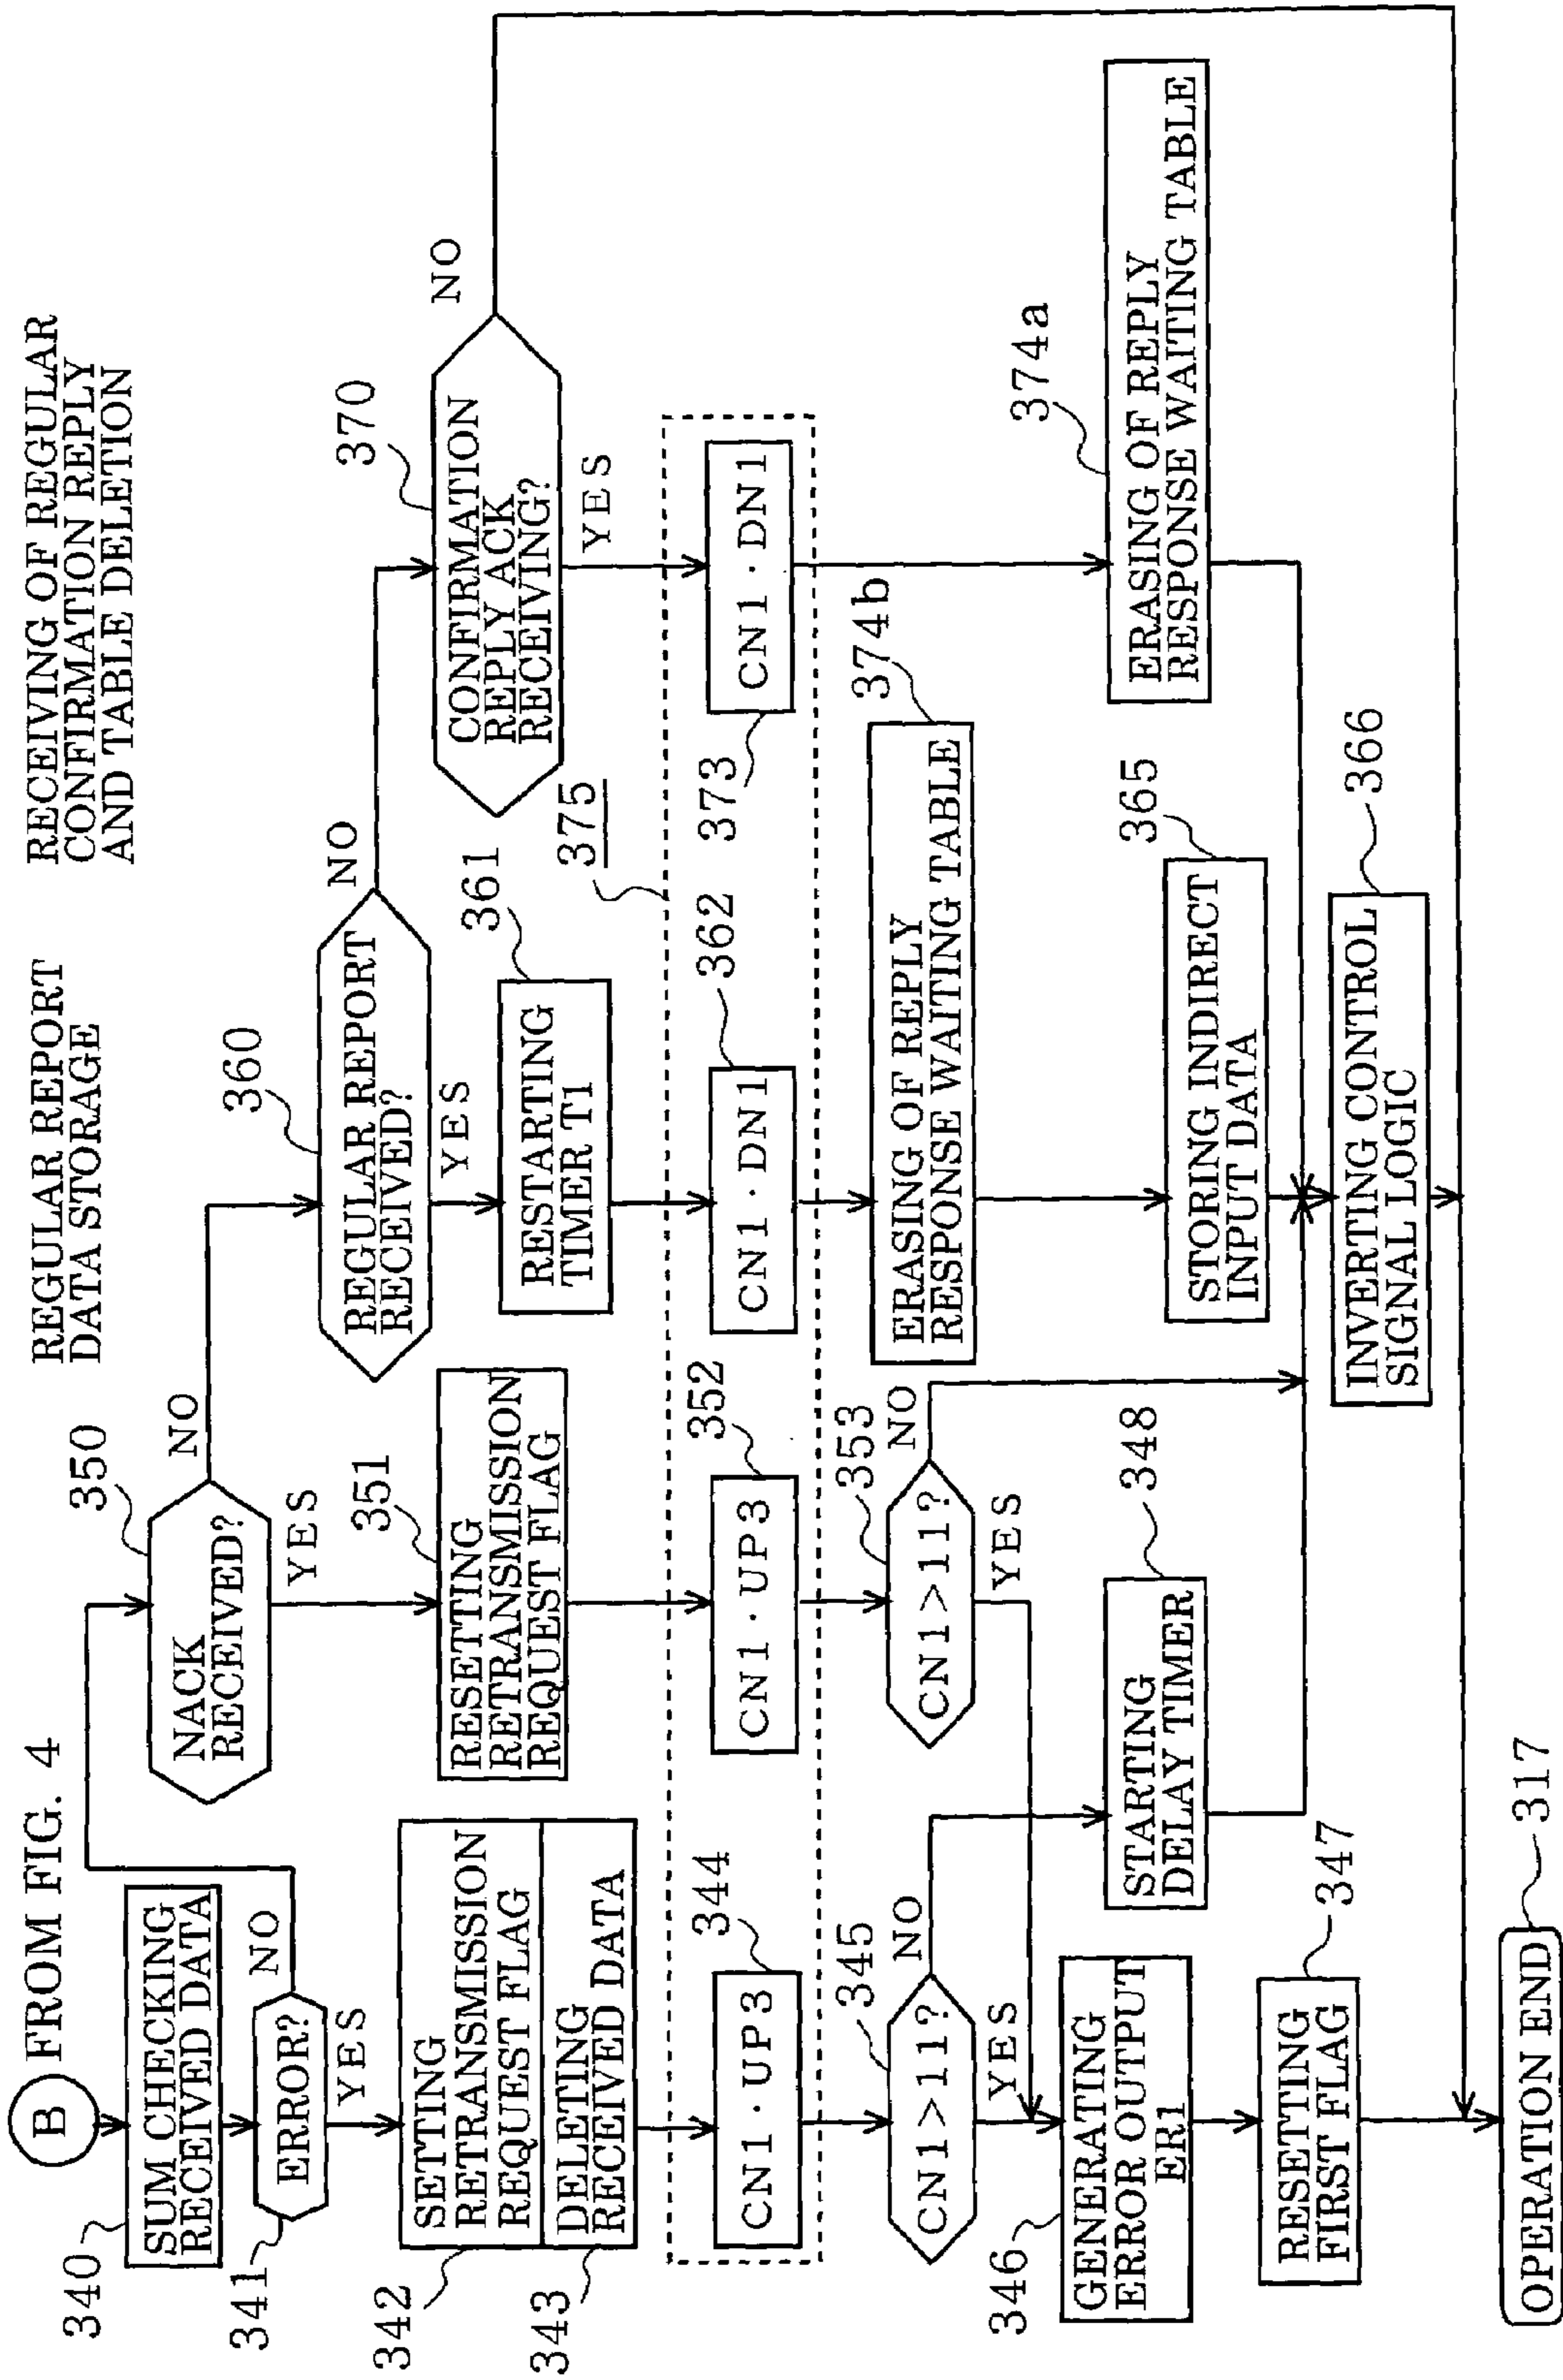 B FROM FIG. 4
340
SUM CHECKING
RECEIVED DATA
341
ERROR?
NO
YES
342
SETTING
RETRANSMISSION
REQUEST FLAG
343
DELETING
RECEIVED DATA
344
CN1 · UP3
345
CN1 > 11?
NO
YES
346
GENERATING
ERROR OUTPUT
ER1
347
RESETTING
FIRST FLAG
348
STARTING
DELAY TIMER
OPERATION END
317
350
NACK
RECEIVED?
NO
YES
351
RESETTING
RETRANSMISSION
REQUEST FLAG
352
CN1 · UP3
353
CN1 > 11?
NO
YES
REGULAR REPORT
DATA STORAGE
360
REGULAR REPORT
RECEIVED?
NO
YES
361
RESTARTING
TIMER T1
375
362
CN1 · DN1
374b
ERASING OF REPLY
RESPONSE WAITING TABLE
365
STORING INDIRECT
INPUT DATA
366
INVERTING CONTROL
SIGNAL LOGIC
RECEIVING OF REGULAR
CONFIRMATION REPLY
AND TABLE DELETION
370
CONFIRMATION
REPLY ACK
RECEIVING?
NO
YES
373
CN1 · DN1
374a
ERASING OF REPLY
RESPONSE WAITING TABLE